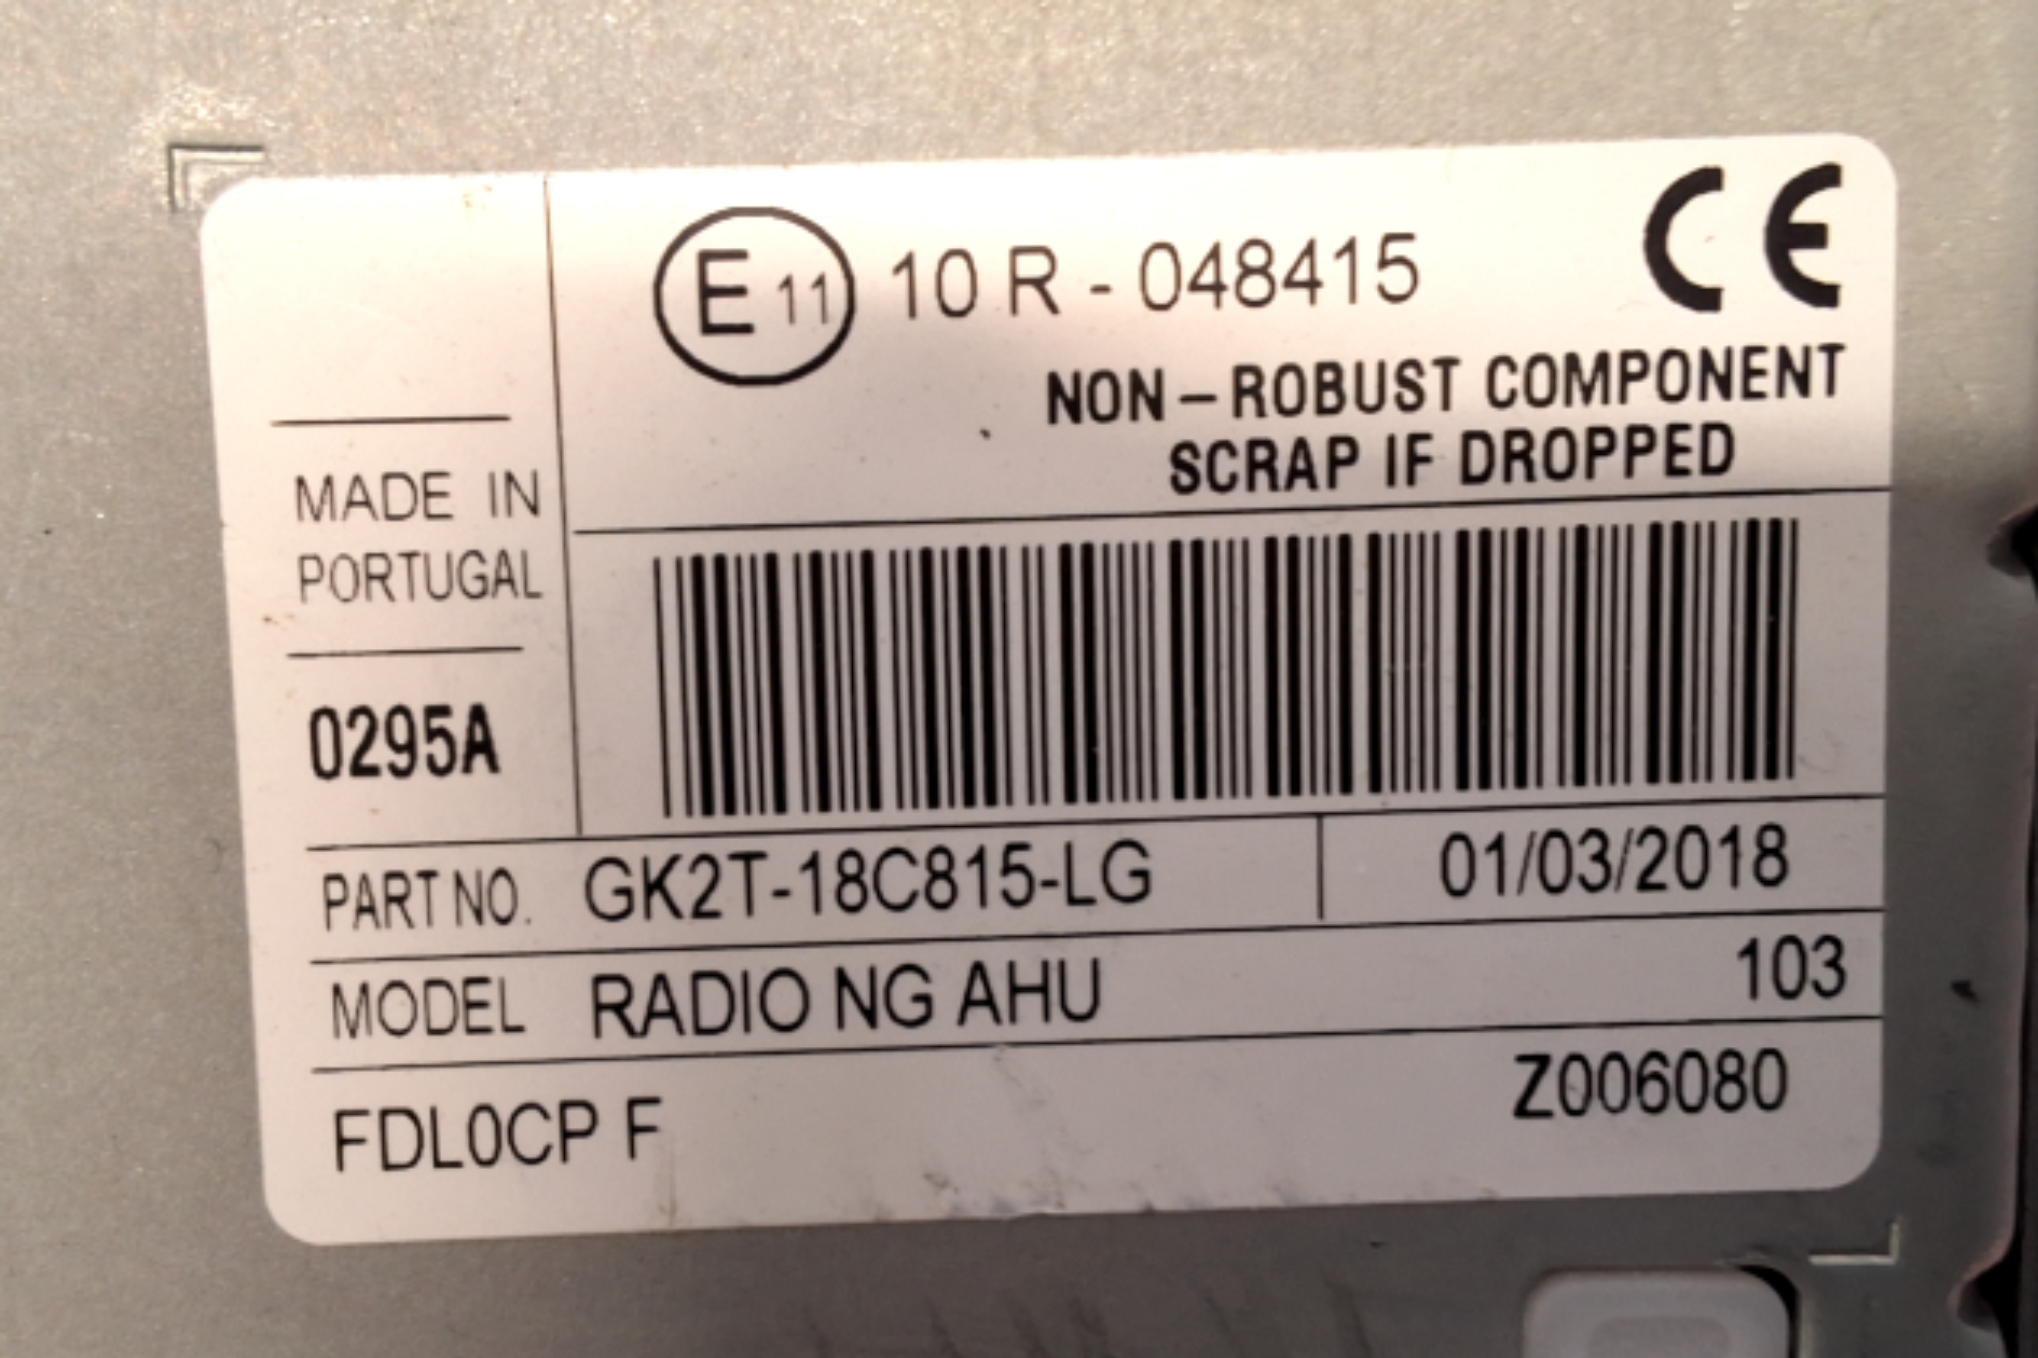 E 11 10 R - 048415 CE
NON-ROBUST COMPONENT
SCRAP IF DROPPED
MADE IN
PORTUGAL
0295A
PART NO. GK2T-18C815-LG 01/03/2018
MODEL RADIO NG AHU 103
FDL0CP F Z006080